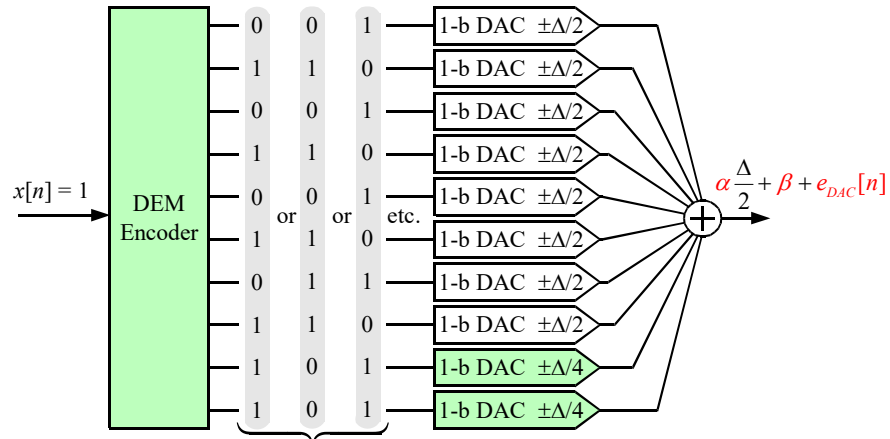 0 0 1 1-b DAC ±Δ/2
1 1 0 1-b DAC ±Δ/2
0 0 1 1-b DAC ±Δ/2
1 1 0 1-b DAC ±Δ/2
x[n] = 1
DEM
Encoder
0 or 0 or 1 etc. 1-b DAC ±Δ/2
1 1 0 1-b DAC ±Δ/2
0 1 1 1-b DAC ±Δ/2
1 1 0 1-b DAC ±Δ/2
1 0 1 1-b DAC ±Δ/4
1 0 1 1-b DAC ±Δ/4
+
α Δ/2 + β + e_DAC[n]